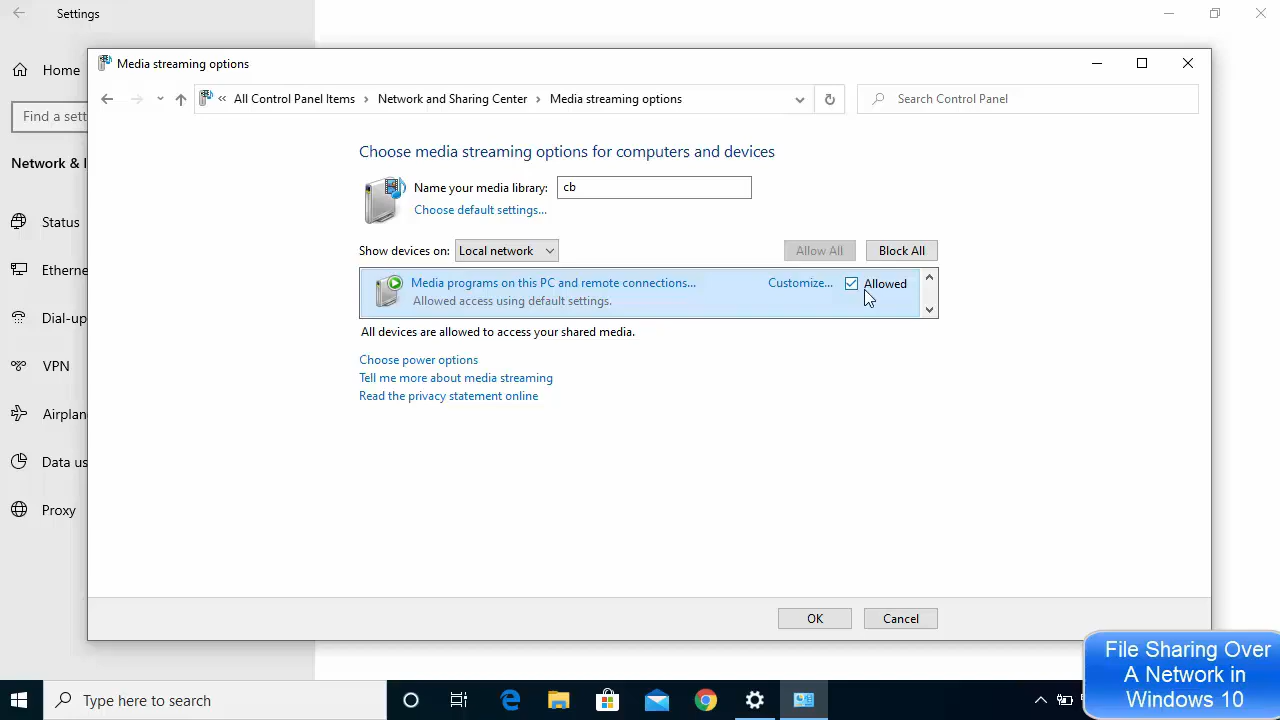 Settings
Home
Find a sett
Network & I
Status
Etherne
Dial-up
VPN
Airplan
Data us
Proxy
Media streaming options
« All Control Panel Items > Network and Sharing Center > Media streaming options
Search Control Panel
Choose media streaming options for computers and devices
Name your media library: cb
Choose default settings...
Show devices on: Local network
Allow All
Block All
Media programs on this PC and remote connections...
Customize...
Allowed
Allowed access using default settings.
All devices are allowed to access your shared media.
Choose power options
Tell me more about media streaming
Read the privacy statement online
OK
Cancel
Type here to search
File Sharing Over
A Network in
Windows 10